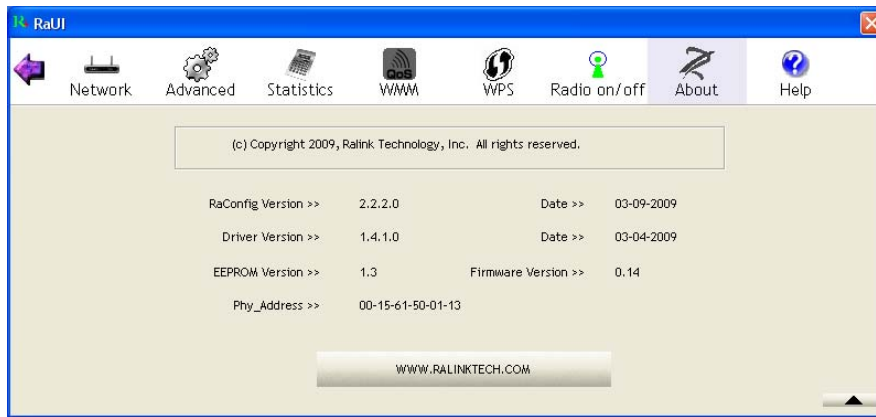 RaUI
Network Advanced Statistics QoS WMM WPS Radio on/off About Help
(c) Copyright 2009, Ralink Technology, Inc. All rights reserved.
RaConfig Version >> 2.2.2.0 Date >> 03-09-2009
Driver Version >> 1.4.1.0 Date >> 03-04-2009
EEPROM Version >> 1.3 Firmware Version >> 0.14
Phy_Address >> 00-15-61-50-01-13
WWW.RALINKTECH.COM